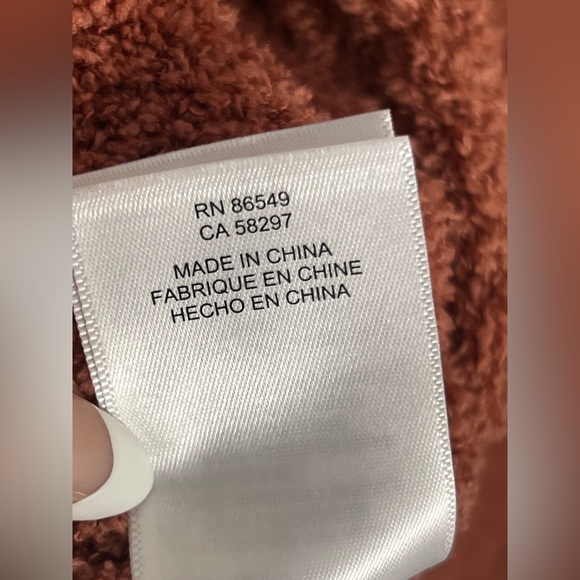 RN 86549
CA 58297
MADE IN CHINA
FABRIQUE EN CHINE
HECHO EN CHINA